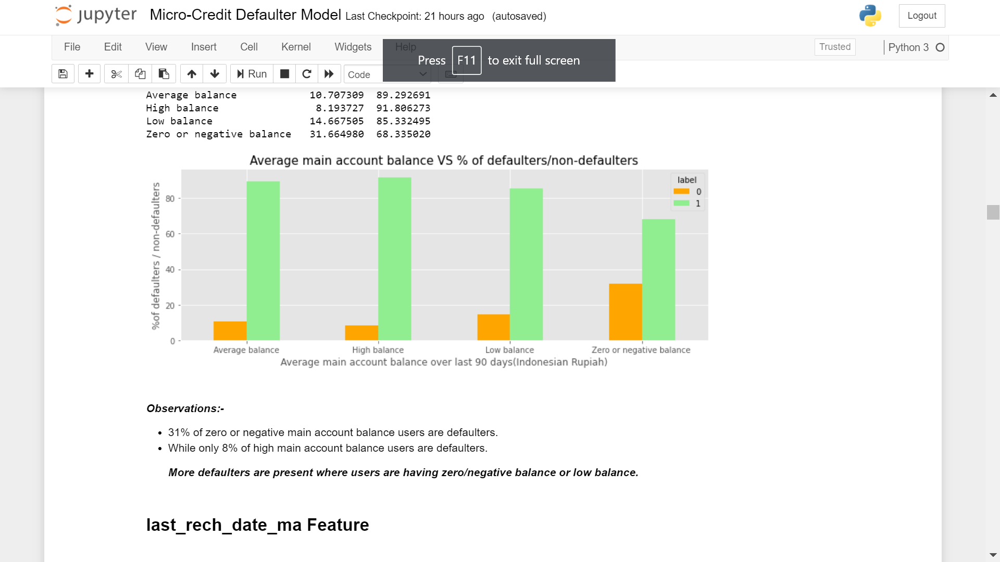 jupyter Micro-Credit Defaulter Model Last Checkpoint: 21 hours ago (autosaved) Logout
File Edit View Insert Cell Kernel Widgets Help Trusted Python 3
Press F11 to exit full screen
Run Code
Average balance 10.707309 89.292691
High balance 8.193727 91.806273
Low balance 14.667505 85.332495
Zero or negative balance 31.664980 68.335020
Average main account balance VS % of defaulters/non-defaulters
label
0
1
%of defaulters / non-defaulters
80
60
40
20
0
Average balance High balance Low balance Zero or negative balance
Average main account balance over last 90 days(Indonesian Rupiah)
Observations:-
• 31% of zero or negative main account balance users are defaulters.
• While only 8% of high main account balance users are defaulters.
More defaulters are present where users are having zero/negative balance or low balance.
last_rech_date_ma Feature